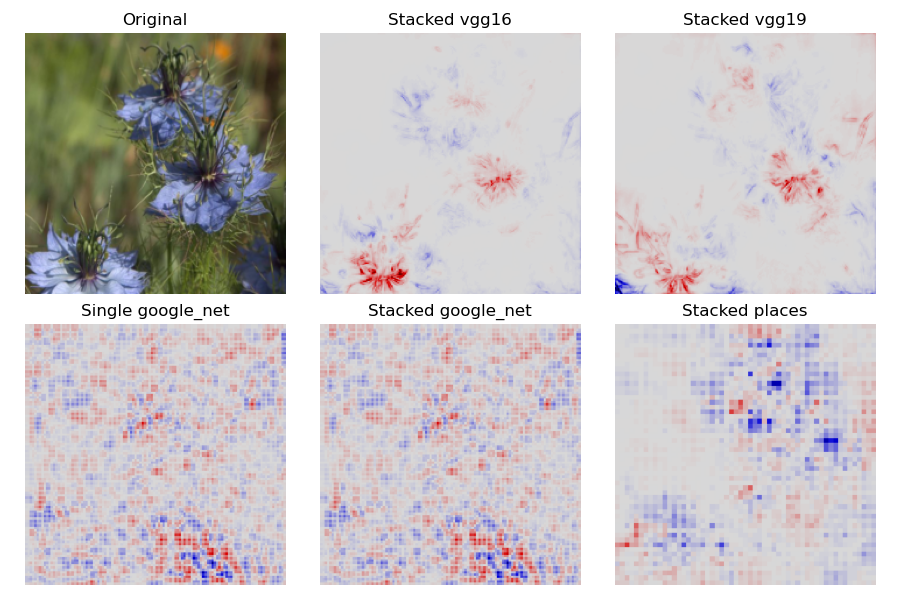 Original
Stacked vgg16
Stacked vgg19
Single google_net
Stacked google_net
Stacked places